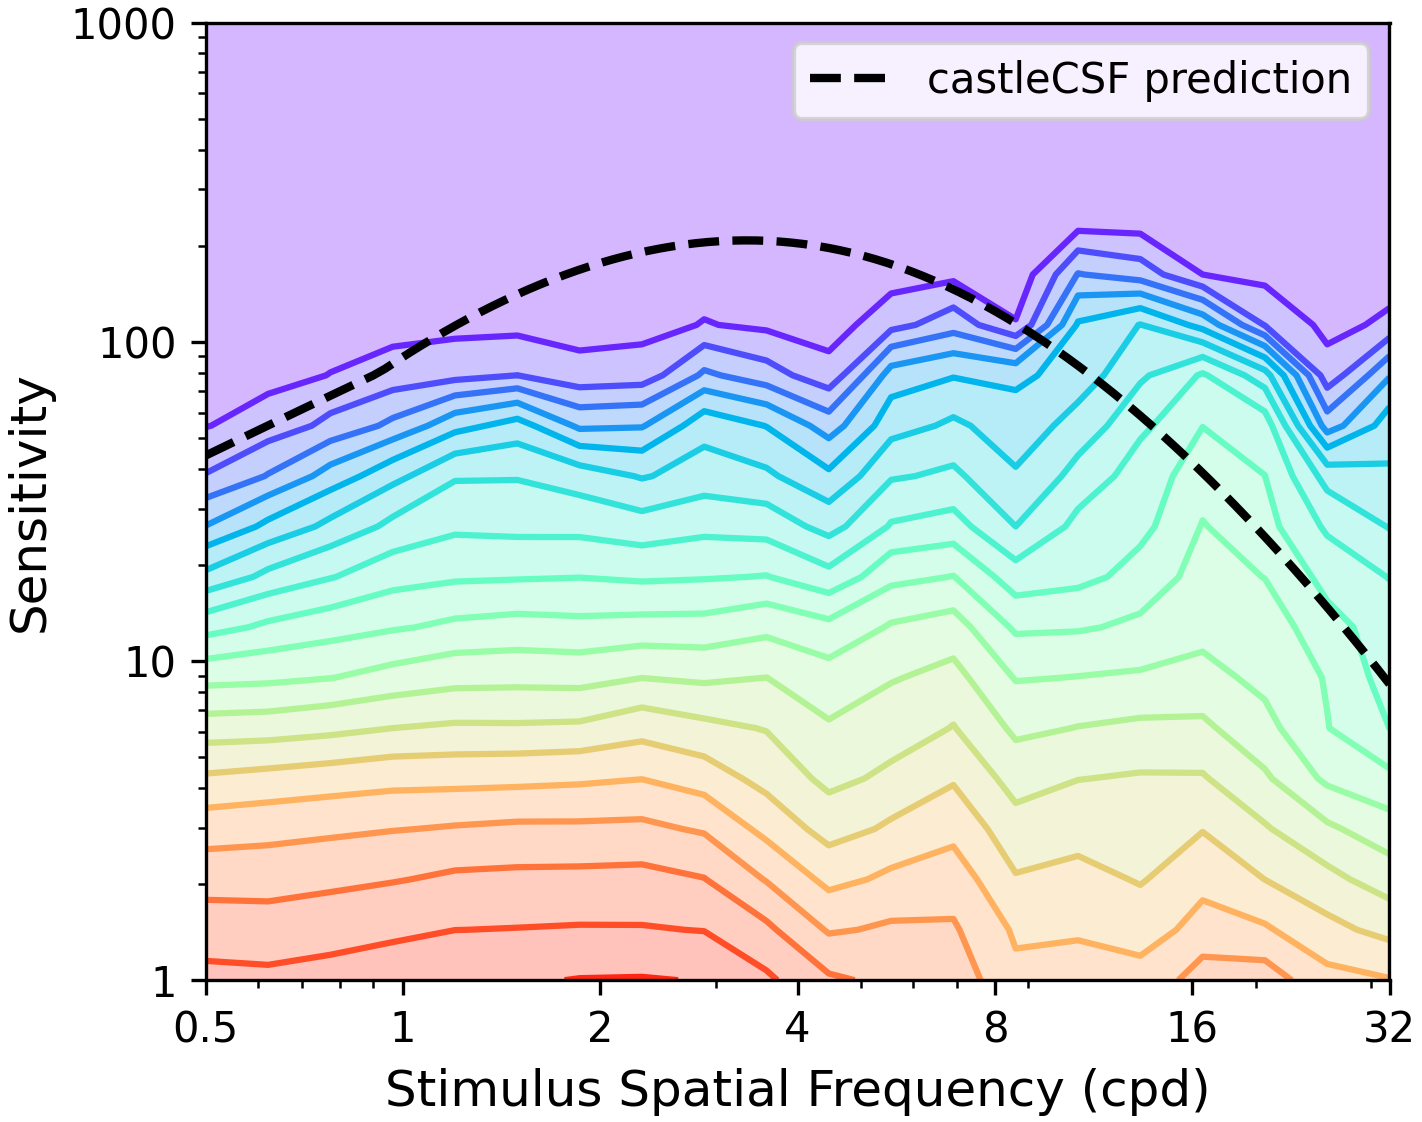 1000
100
10
1
Sensitivity
castleCSF prediction
0.5 1 2 4 8 16 32
Stimulus Spatial Frequency (cpd)